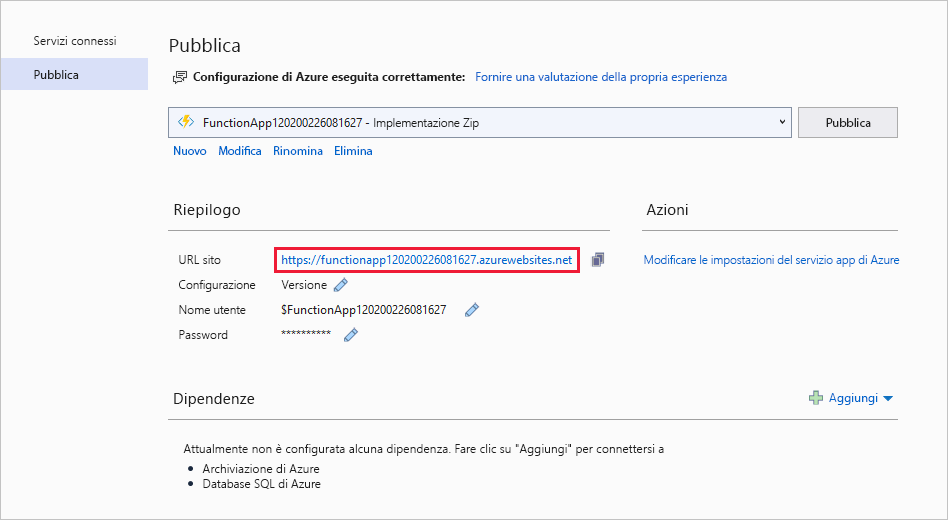 Servizi connessi
Pubblica
Pubblica
Configurazione di Azure eseguita correttamente: Fornire una valutazione della propria esperienza
FunctionApp120200226081627 - Implementazione Zip
Pubblica
Nuovo Modifica Rinomina Elimina
Riepilogo
Azioni
URL sito https://functionapp120200226081627.azurewebsites.net
Modificare le impostazioni del servizio app di Azure
Configurazione Versione
Nome utente $FunctionApp120200226081627
Password **********
Dipendenze
Aggiungi
Attualmente non è configurata alcuna dipendenza. Fare clic su "Aggiungi" per connettersi a
• Archiviazione di Azure
• Database SQL di Azure